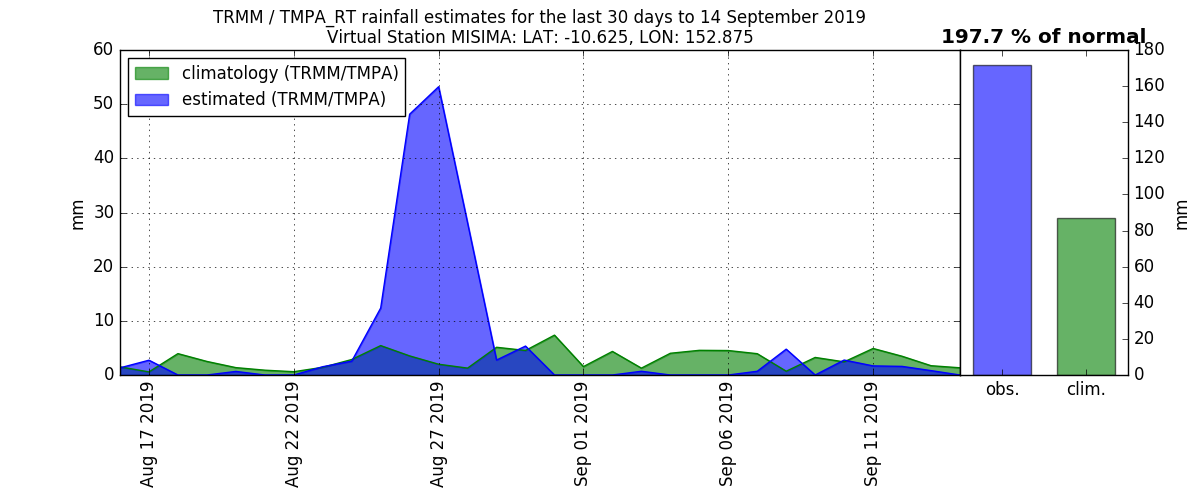 TRMM / TMPA_RT rainfall estimates for the last 30 days to 14 September 2019
Virtual Station MISIMA: LAT: -10.625, LON: 152.875
197.7 % of normal
climatology (TRMM/TMPA)
estimated (TRMM/TMPA)
60
50
40
30
20
10
0
mm
Aug 17 2019
Aug 22 2019
Aug 27 2019
Sep 01 2019
Sep 06 2019
Sep 11 2019
180
160
140
120
100
80
60
40
20
0
mm
obs.
clim.